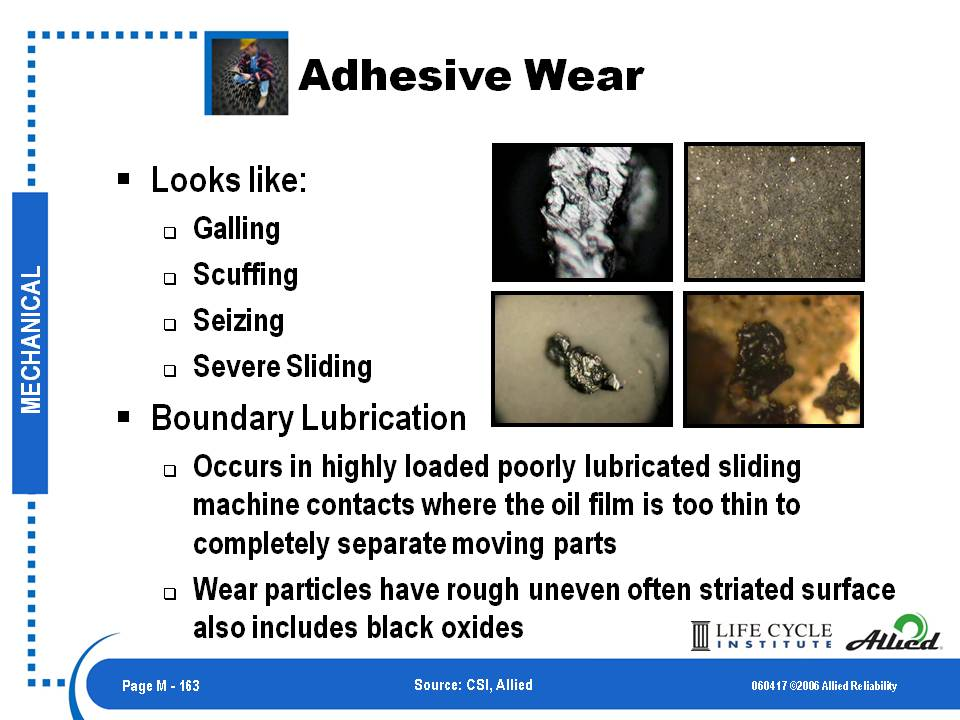 Adhesive Wear
MECHANICAL
Looks like:
Galling
Scuffing
Seizing
Severe Sliding
Boundary Lubrication
Occurs in highly loaded poorly lubricated sliding
machine contacts where the oil film is too thin to
completely separate moving parts
Wear particles have rough uneven often striated surface
also includes black oxides
LIFE CYCLE
INSTITUTE
Allied
Page M - 163
Source: CSI, Allied
060417 ©2006 Allied Reliability